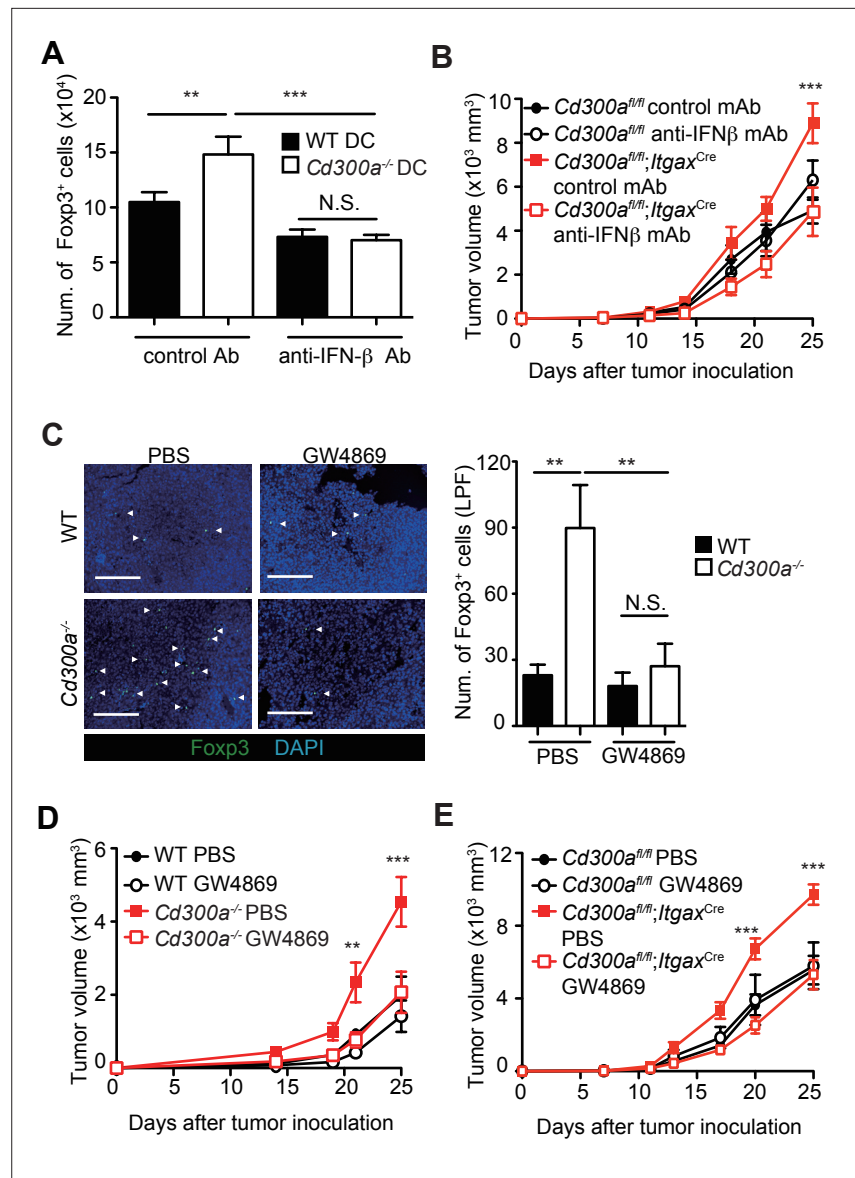 A
Num. of Foxp3+ cells (x10⁴)
20
15
10
5
0
**
***
N.S.
WT DC
Cd300a-/- DC
control Ab
anti-IFN-β Ab
B
Tumor volume (x10³ mm³)
10
8
6
4
2
0
Cd300afl/fl control mAb
Cd300afl/fl anti-IFNβ mAb
Cd300afl/fl;ItgaxCre
control mAb
Cd300afl/fl;ItgaxCre
anti-IFNβ mAb
***
0 5 10 15 20 25
Days after tumor inoculation
C
PBS
GW4869
WT
Cd300a-/-
Foxp3 DAPI
Num. of Foxp3+ cells (LPF)
120
90
60
30
0
**
**
N.S.
WT
Cd300a-/-
PBS
GW4869
D
Tumor volume (x10³ mm³)
6
4
2
0
WT PBS
WT GW4869
Cd300a-/- PBS
Cd300a-/- GW4869
**
***
0 5 10 15 20 25
Days after tumor inoculation
E
Tumor volume (x10³ mm³)
12
9
6
3
0
Cd300afl/fl PBS
Cd300afl/fl GW4869
Cd300afl/fl;ItgaxCre
PBS
Cd300afl/fl;ItgaxCre
GW4869
***
***
0 5 10 15 20 25
Days after tumor inoculation